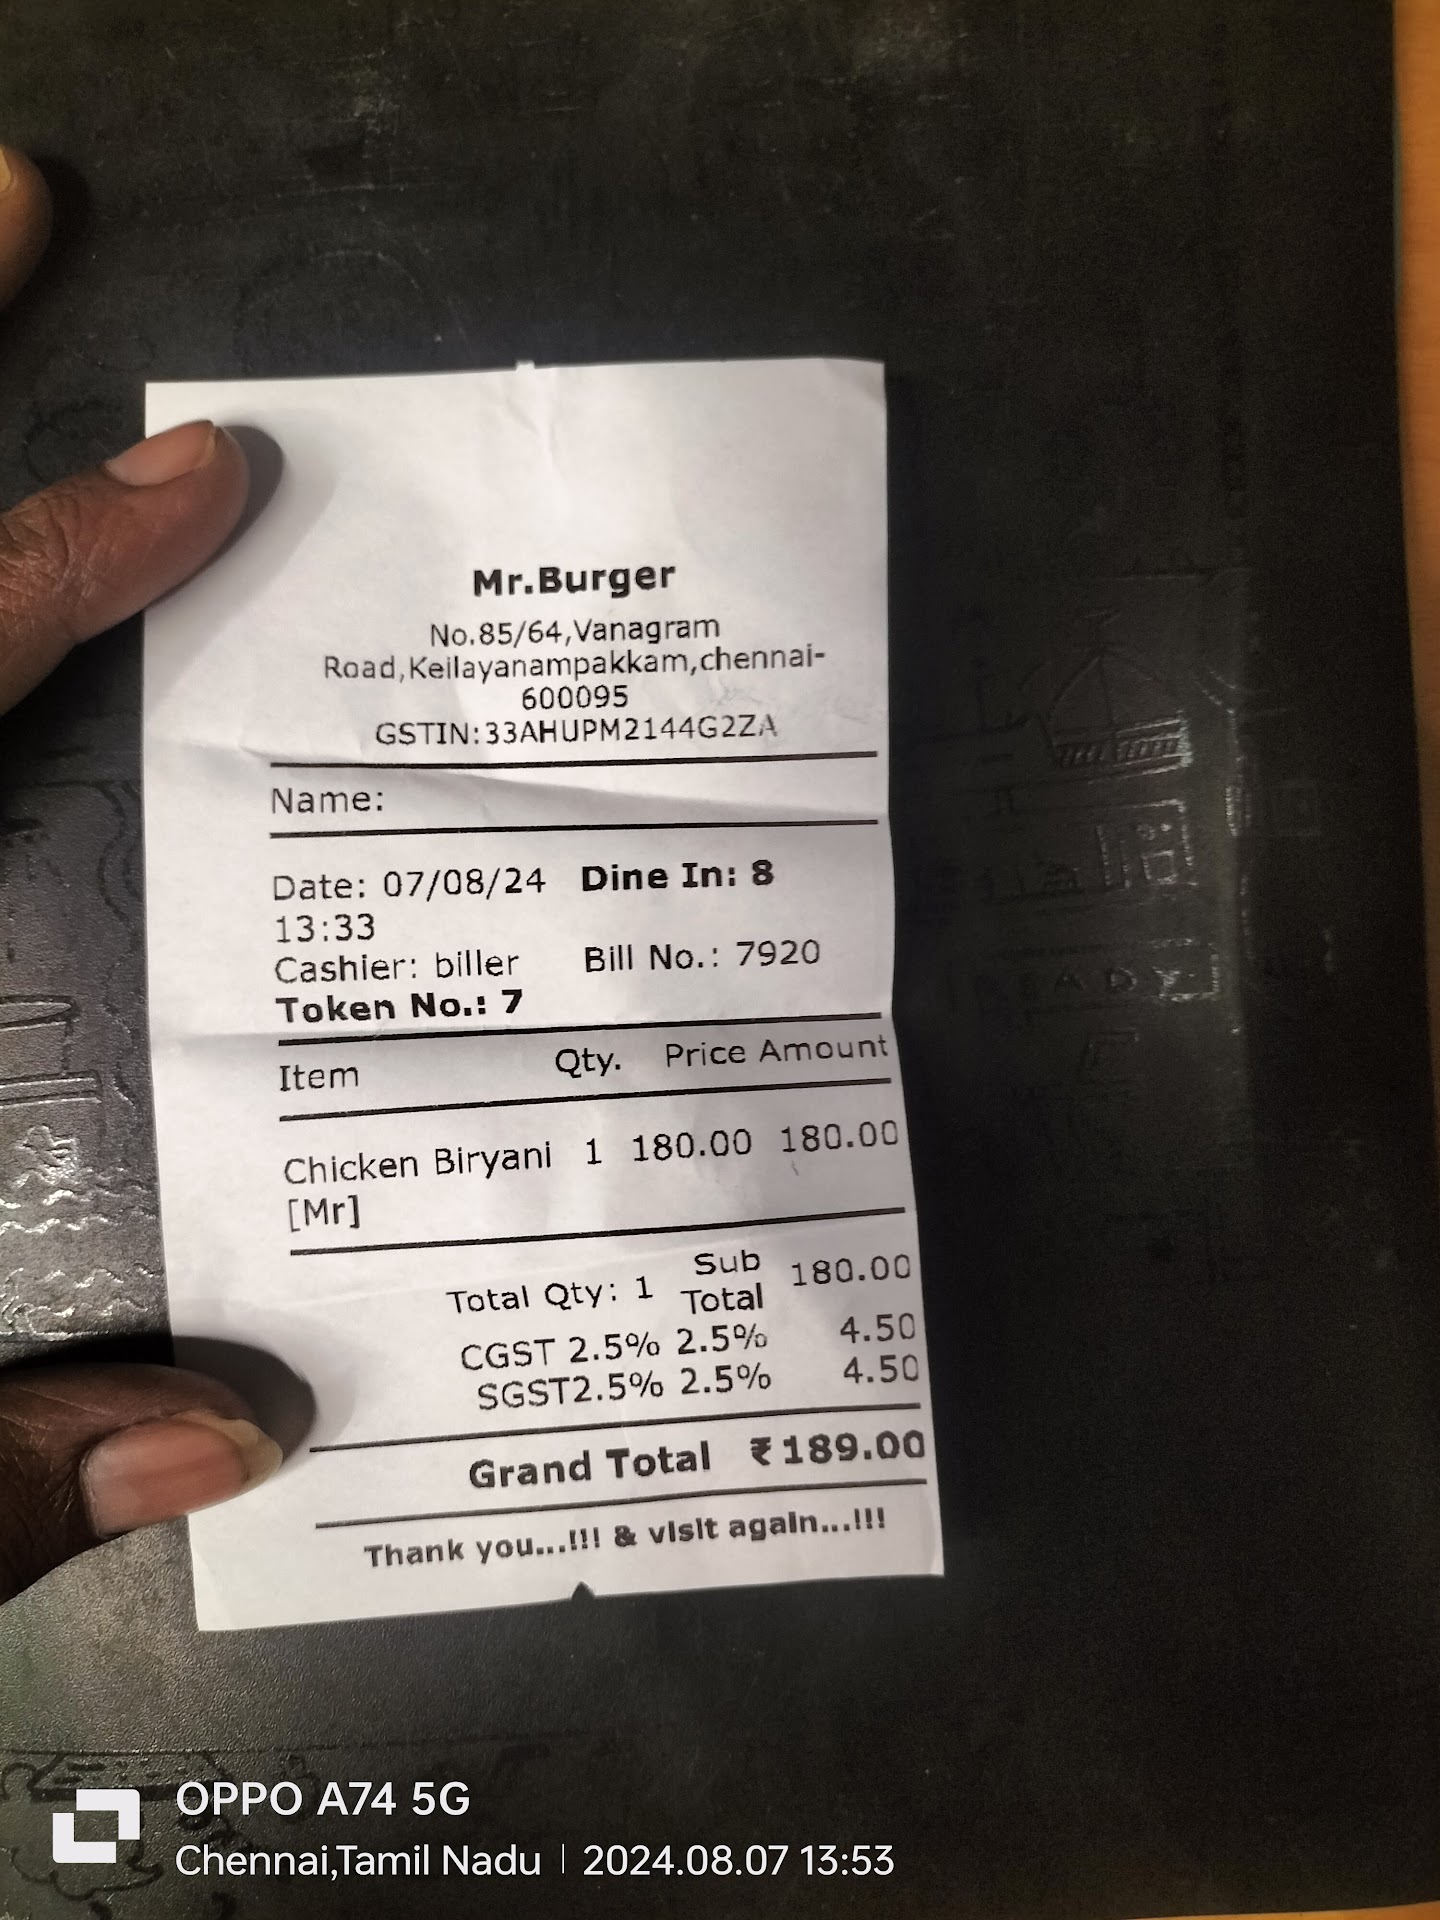 Mr.Burger
No.85/64,Vanagram
Road,Keilayanampakkam,chennai-
600095
GSTIN:33AHUPM2144G2ZA
Name:
Date: 07/08/24 Dine In: 8
13:33
Cashier: biller Bill No.: 7920
Token No.: 7
Item Qty. Price Amount
Chicken Biryani 1 180.00 180.00
[Mr]
Total Qty: 1 Sub Total 180.00
CGST 2.5% 2.5% 4.50
SGST2.5% 2.5% 4.50
Grand Total ₹189.00
Thank you...!!! & visit again...!!!
OPPO A74 5G
Chennai,Tamil Nadu | 2024.08.07 13:53